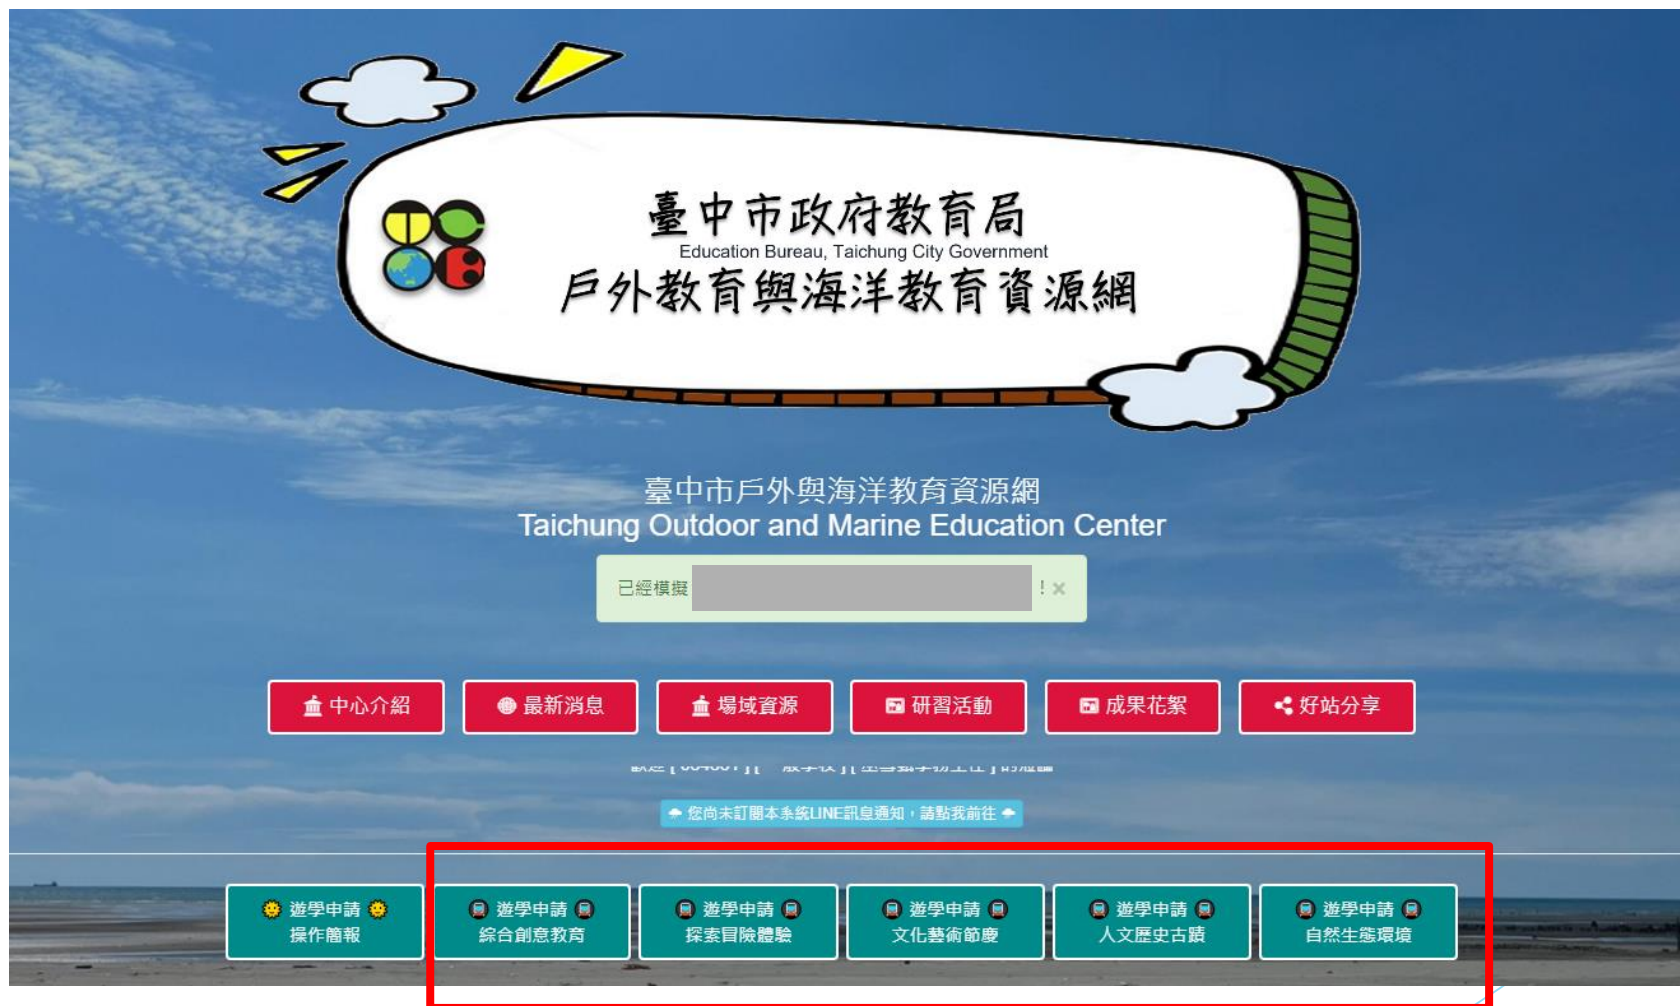 臺中市政府教育局
Education Bureau, Taichung City Government
戶外教育與海洋教育資源網
臺中市戶外與海洋教育資源網
Taichung Outdoor and Marine Education Center
已經模擬 !
中心介紹 最新消息 場域資源 研習活動 成果花絮 好站分享
您尚未訂閱本系統LINE訊息通知，請點我前往
遊學申請 遊學申請 遊學申請 遊學申請 遊學申請 遊學申請
操作簡報 綜合創意教育 探索冒險體驗 文化藝術節慶 人文歷史古蹟 自然生態環境